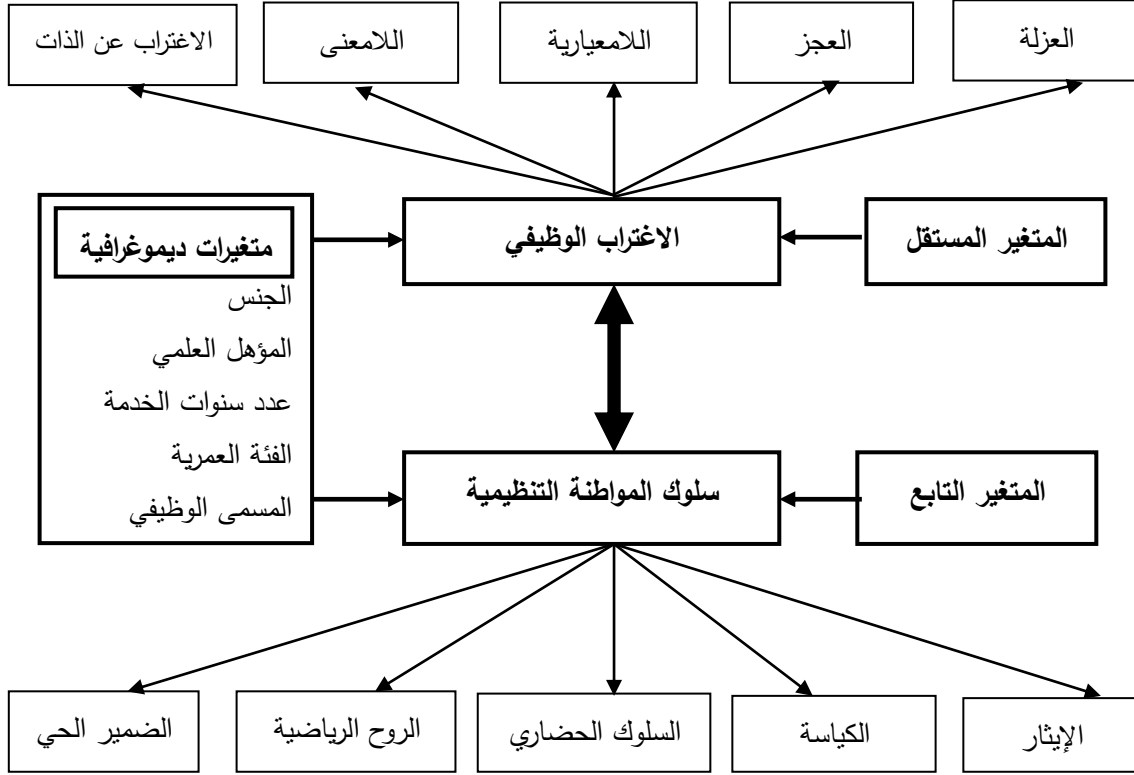 العزلة
العجز
اللامعيارية
اللامعنى
الاغتراب عن الذات
المتغير المستقل
الاغتراب الوظيفي
متغيرات ديموغرافية
الجنس
المؤهل العلمي
عدد سنوات الخدمة
الفئة العمرية
المسمى الوظيفي
المتغير التابع
سلوك المواطنة التنظيمية
الإيثار
الكياسة
السلوك الحضاري
الروح الرياضية
الضمير الحي